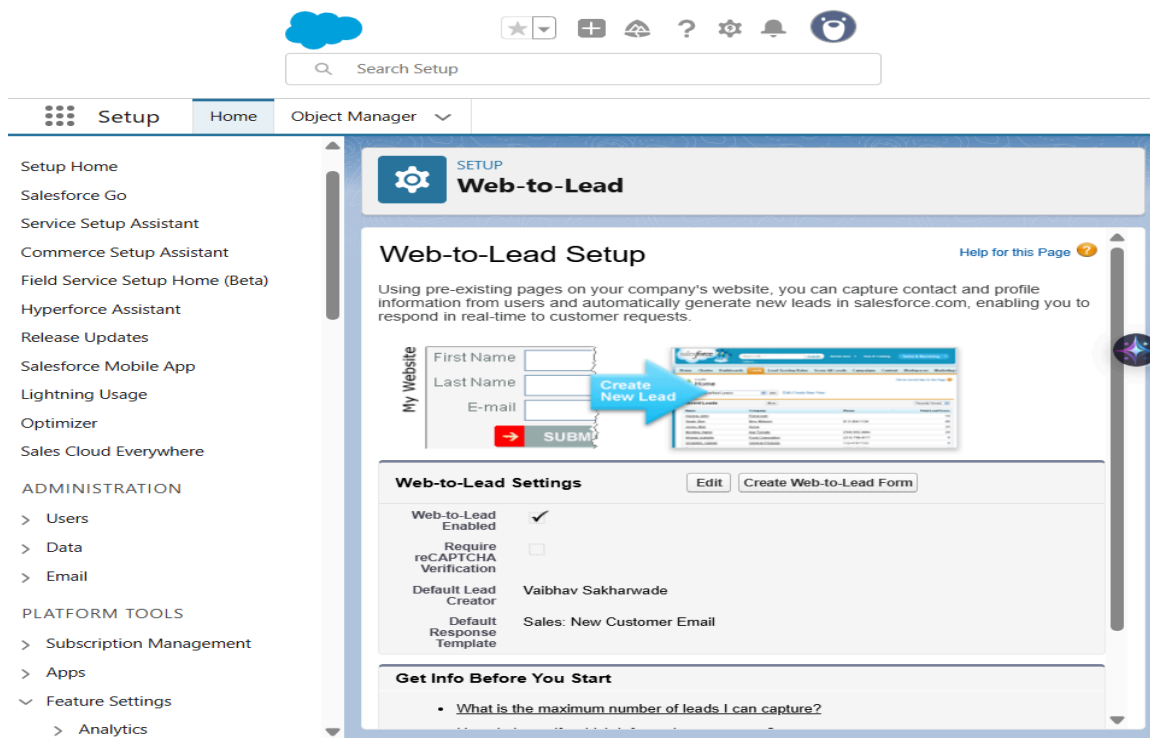 Search Setup
Setup
Home
Object Manager
Setup Home
Salesforce Go
Service Setup Assistant
Commerce Setup Assistant
Field Service Setup Home (Beta)
Hyperforce Assistant
Release Updates
Salesforce Mobile App
Lightning Usage
Optimizer
Sales Cloud Everywhere
ADMINISTRATION
Users
Data
Email
PLATFORM TOOLS
Subscription Management
Apps
Feature Settings
Analytics
SETUP
Web-to-Lead
Web-to-Lead Setup
Help for this Page
Using pre-existing pages on your company's website, you can capture contact and profile
information from users and automatically generate new leads in salesforce.com, enabling you to
respond in real-time to customer requests.
My Website
First Name
Last Name
E-mail
SUBM
Create
New Lead
salesforce
Home
Web-to-Lead Settings
Edit
Create Web-to-Lead Form
Web-to-Lead
Enabled
Require
reCAPTCHA
Verification
Default Lead
Creator
Vaibhav Sakharwade
Default
Response
Template
Sales: New Customer Email
Get Info Before You Start
What is the maximum number of leads I can capture?